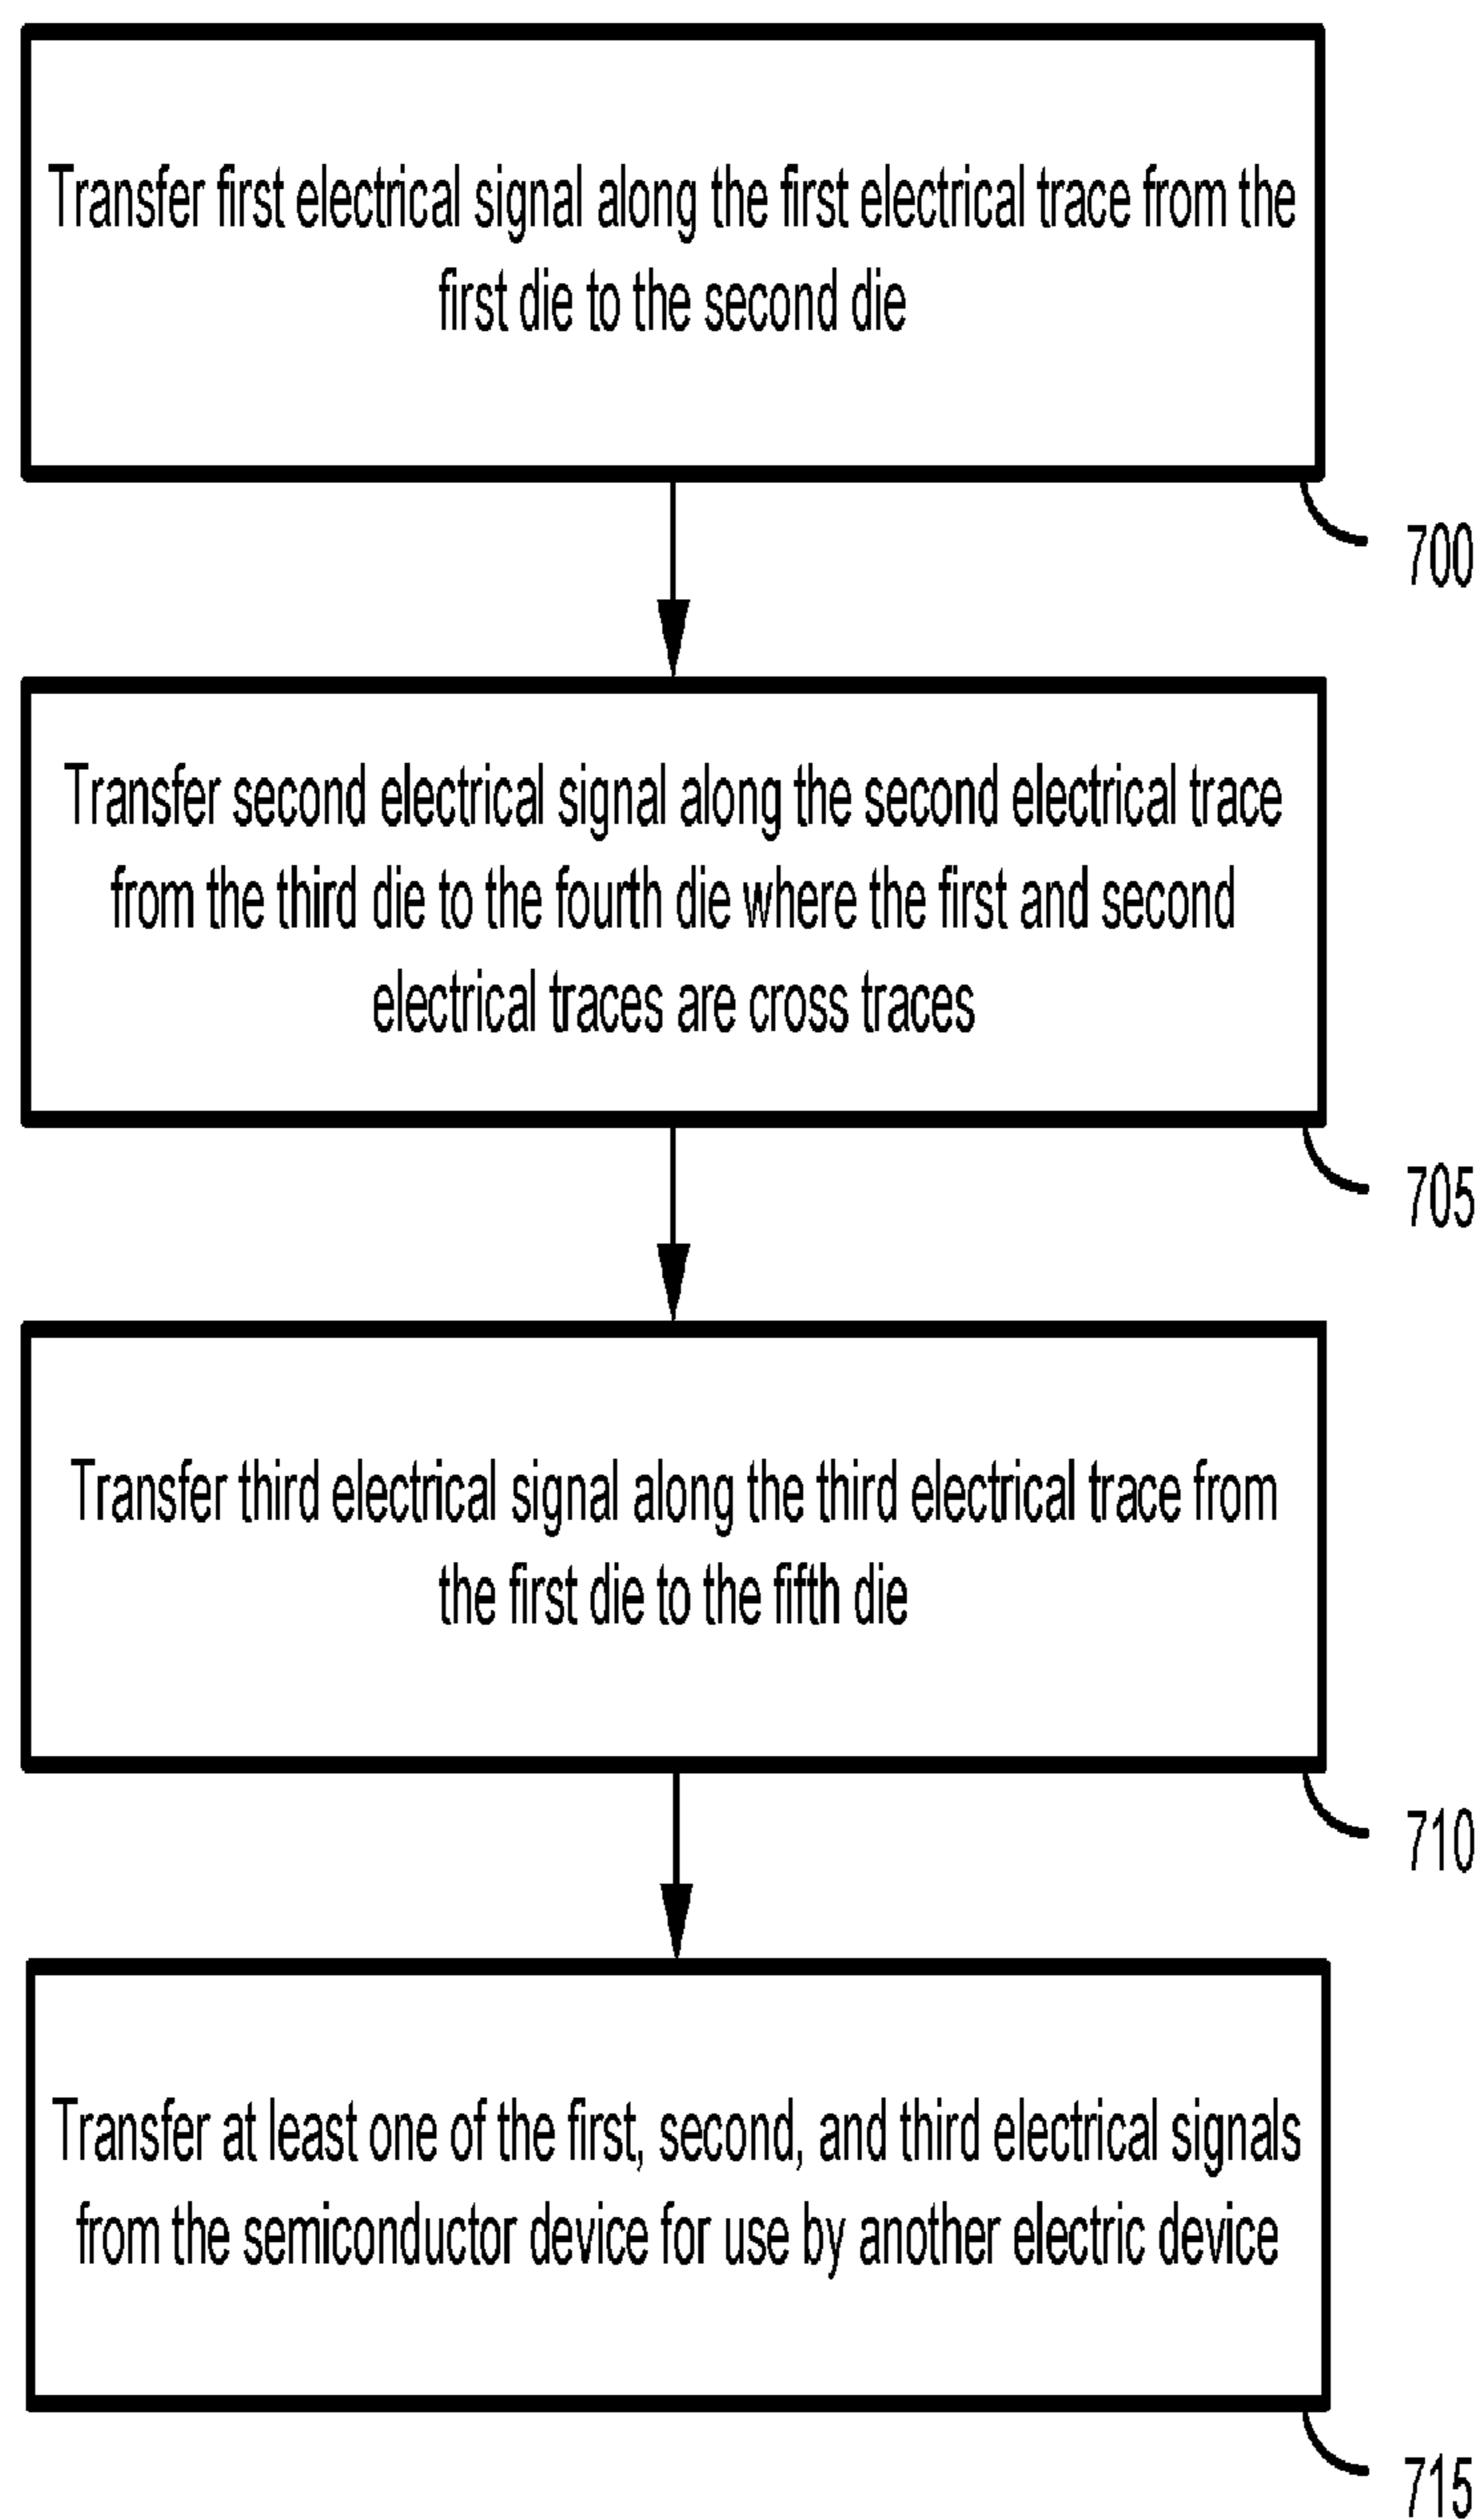 Transfer first electrical signal along the first electrical trace from the
first die to the second die
700
Transfer second electrical signal along the second electrical trace
from the third die to the fourth die where the first and second
electrical traces are cross traces
705
Transfer third electrical signal along the third electrical trace from
the first die to the fifth die
710
Transfer at least one of the first, second, and third electrical signals
from the semiconductor device for use by another electric device
715